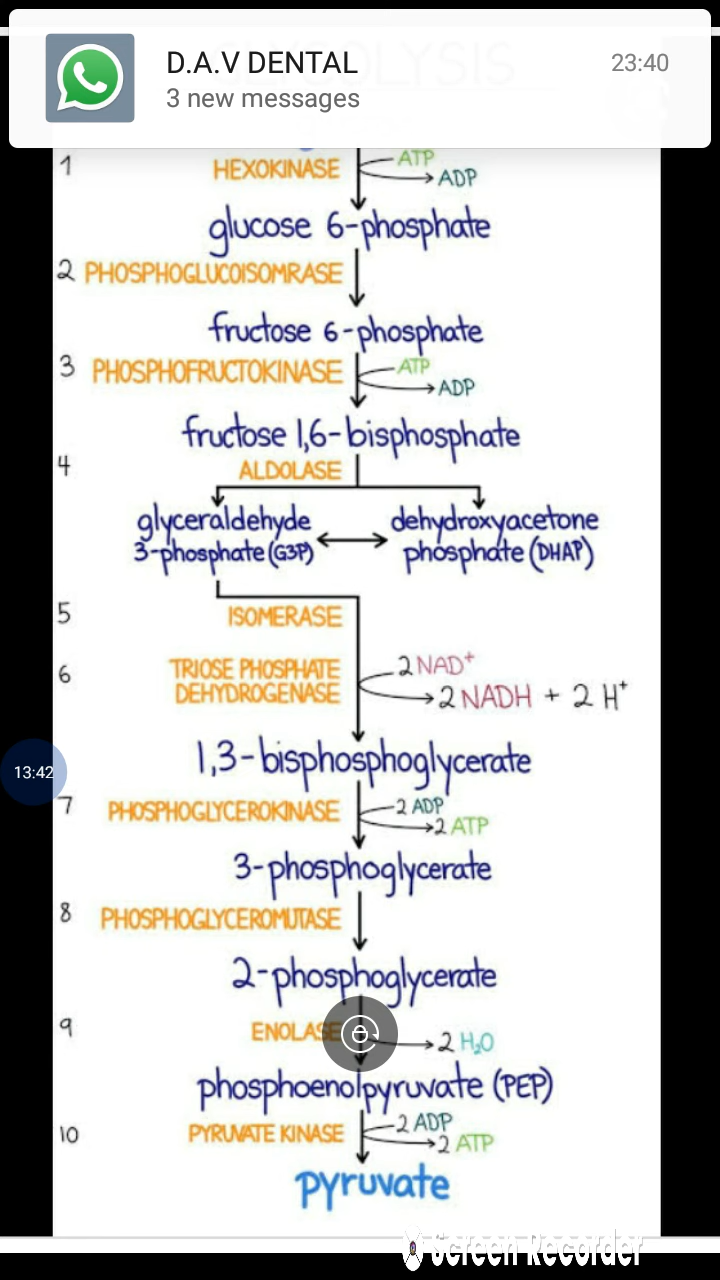 D.A.V DENTAL
23:40
3 new messages
1
HEXOKINASE
ATP
ADP
glucose 6-phosphate
2 PHOSPHOGLUCOISOMRASE
fructose 6-phosphate
3 PHOSPHOFRUCTOKINASE
ATP
ADP
fructose 1,6-bisphosphate
4
ALDOLASE
glyceraldehyde
3-phosphate (G3P)
dehydroxyacetone
phosphate (DHAP)
5
ISOMERASE
6
TRIOSE PHOSPHATE
DEHYDROGENASE
2 NAD⁺
2 NADH + 2 H⁺
1,3-bisphosphoglycerate
13:42
7
PHOSPHOGLYCEROKINASE
2 ADP
2 ATP
3-phosphoglycerate
8
PHOSPHOGLYCEROMUTASE
2-phosphoglycerate
9
ENOLASE
2 H₂O
phosphoenolpyruvate (PEP)
10
PYRUVATE KINASE
2 ADP
2 ATP
pyruvate
Screen Recorder